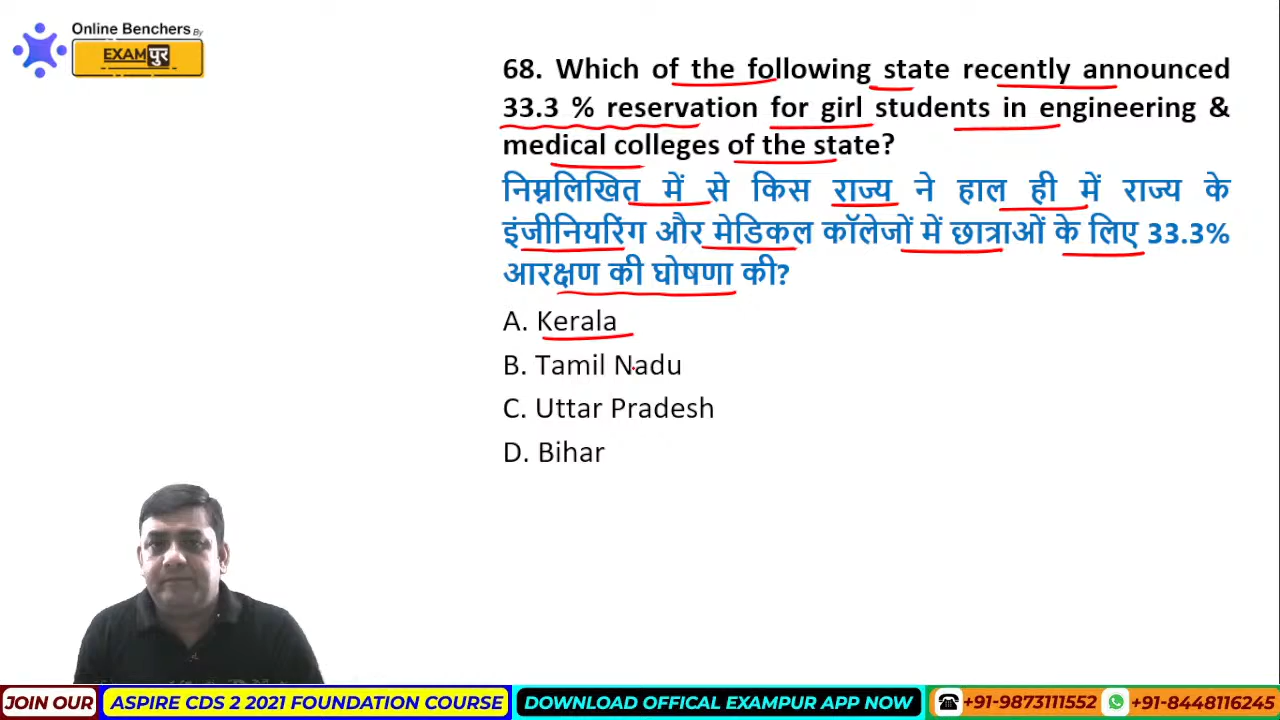 Online Benchers By
EXAMपुर
68. Which of the following state recently announced
33.3 % reservation for girl students in engineering &
medical colleges of the state?
निम्नलिखित में से किस राज्य ने हाल ही में राज्य के
इंजीनियरिंग और मेडिकल कॉलेजों में छात्राओं के लिए 33.3%
आरक्षण की घोषणा की?
A. Kerala
B. Tamil Nadu
C. Uttar Pradesh
D. Bihar
JOIN OUR ASPIRE CDS 2 2021 FOUNDATION COURSE DOWNLOAD OFFICAL EXAMPUR APP NOW +91-9873111552 +91-8448116245